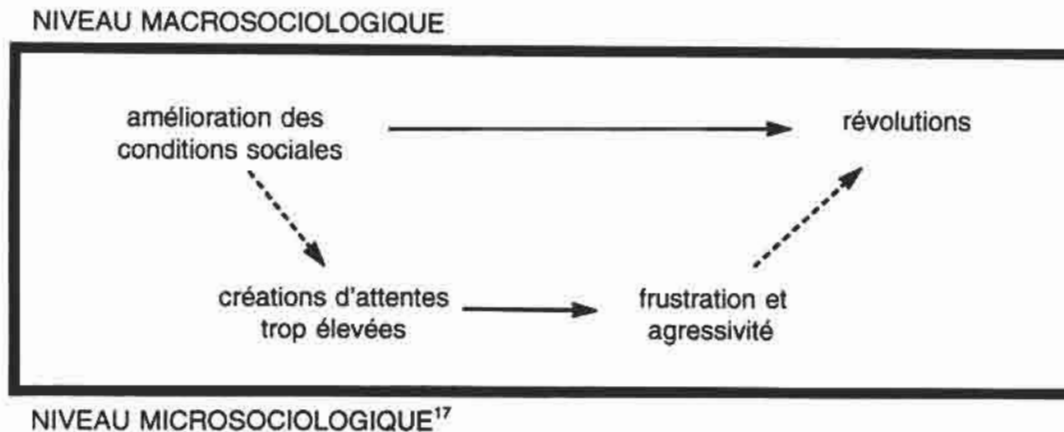 NIVEAU MACROSOCIOLOGIQUE
amélioration des
conditions sociales
révolutions
créations d'attentes
trop élevées
frustration et
agressivité
NIVEAU MICROSOCIOLOGIQUE17